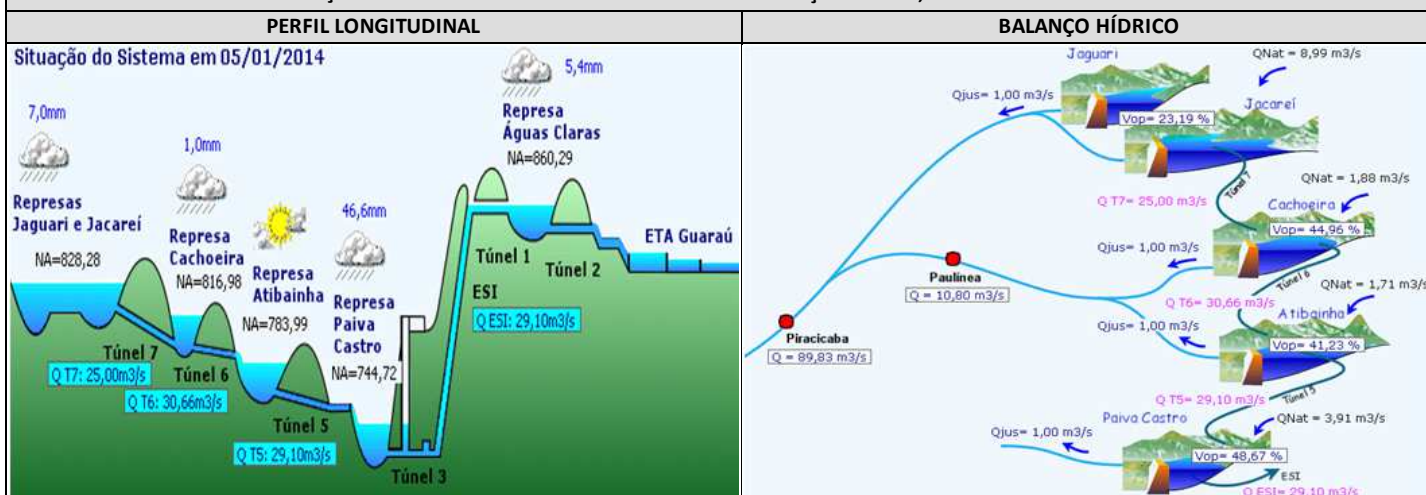 PERFIL LONGITUDINAL
BALANÇO HÍDRICO
Situação do Sistema em 05/01/2014
7,0mm
Represas
Jaguari e Jacareí
NA=828,28
1,0mm
Represa
Cachoeira
NA=816,98
Represa
Atibainha
NA=783,99
46,6mm
Represa
Paiva
Castro
NA=744,72
5,4mm
Represa
Águas Claras
NA=860,29
Túnel 7
Q T7: 25,00m3/s
Túnel 6
Q T6: 30,66m3/s
Túnel 5
Q T5: 29,10m3/s
Túnel 3
ESI
Q ESI: 29,10m3/s
Túnel 1
Túnel 2
ETA Guaraú
Jaguari
QNat = 8,99 m3/s
Qjus= 1,00 m3/s
Jacareí
Vop= 23,19 %
Túnel 7
Q T7= 25,00 m3/s
QNat = 1,88 m3/s
Cachoeira
Vop= 44,96 %
Qjus= 1,00 m3/s
Paulínea
Q = 10,80 m3/s
Túnel 6
Q T6= 30,66 m3/s
QNat = 1,71 m3/s
Atibainha
Qjus= 1,00 m3/s
Vop= 41,23 %
Piracicaba
Q = 89,83 m3/s
Q T5= 29,10 m3/s
Túnel 5
Paiva Castro
QNat = 3,91 m3/s
Qjus= 1,00 m3/s
Vop= 48,67 %
ESI
Q ESI= 29,10 m3/s